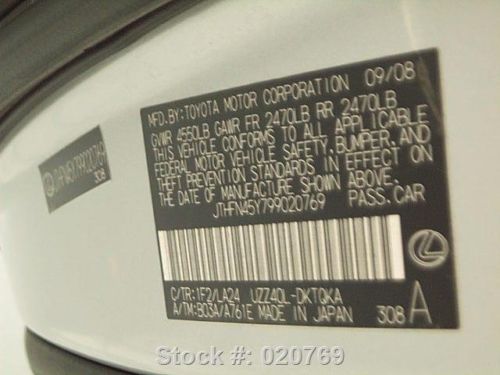 09/08
MFD.BY:TOYOTA MOTOR CORPORATION
GVWR 4550LB GAWR FR 2470LB RR 2470LB
THIS VEHICLE CONFORMS TO ALL APPLICABLE
FEDERAL MOTOR VEHICLE SAFETY,BUMPER, AND
THEFT PREVENTION STANDARDS IN EFFECT ON
THE DATE OF MANUFACTURE SHOWN ABOVE.
JTHFN45Y799020769 PASS.CAR
JTHFN45Y799020769
308
C/TR:1F2/LA24 UZZ40L-DKTQKA
A/TM:B03A/A761E MADE IN JAPAN 308 A
Stock #: 020769